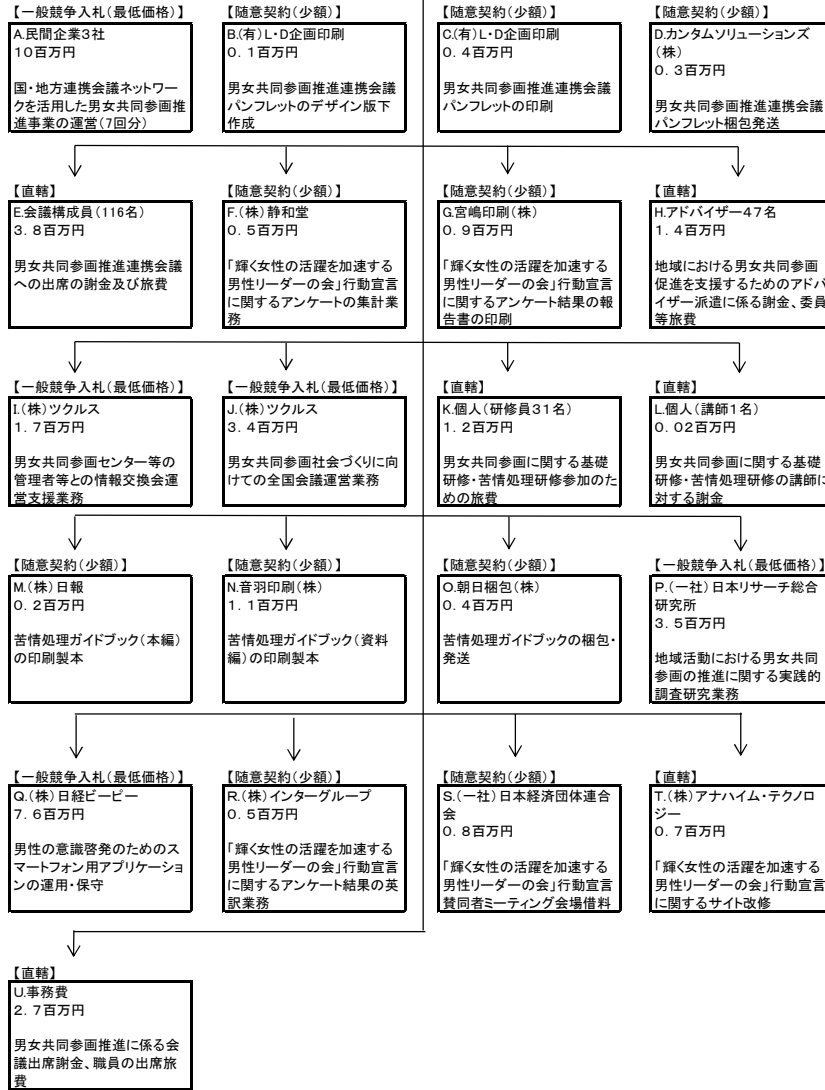 【一般競争入札(最低価格)】
A.民間企業3社
10百万円
国・地方連携会議ネットワー
クを活用した男女共同参画推
進事業の運営(7回分)
【随意契約(少額)】
B.(有)L・D企画印刷
0.1百万円
男女共同参画推進連携会議
パンフレットのデザイン版下
作成
【随意契約(少額)】
C.(有)L・D企画印刷
0.4百万円
男女共同参画推進連携会議
パンフレットの印刷
【随意契約(少額)】
D.カンタムソリューションズ
(株)
0.3百万円
男女共同参画推進連携会議
パンフレット梱包発送
【直轄】
E.会議構成員(116名)
3.8百万円
男女共同参画推進連携会議
への出席の謝金及び旅費
【随意契約(少額)】
F.(株)静和堂
0.5百万円
「輝く女性の活躍を加速する
男性リーダーの会」行動宣言
に関するアンケートの集計業
務
【随意契約(少額)】
G.宮嶋印刷(株)
0.9百万円
「輝く女性の活躍を加速する
男性リーダーの会」行動宣言
に関するアンケート結果の報
告書の印刷
【直轄】
H.アドバイザー47名
1.4百万円
地域における男女共同参画
促進を支援するためのアドバ
イザー派遣に係る謝金、委員
等旅費
【一般競争入札(最低価格)】
I.(株)ツクルス
1.7百万円
男女共同参画センター等の
管理者等との情報交換会運
営支援業務
【一般競争入札(最低価格)】
J.(株)ツクルス
3.4百万円
男女共同参画社会づくりに向
けての全国会議運営業務
【直轄】
K.個人(研修員31名)
1.2百万円
男女共同参画に関する基礎
研修・苦情処理研修参加のた
めの旅費
【直轄】
L.個人(講師1名)
0.02百万円
男女共同参画に関する基礎
研修・苦情処理研修の講師に
対する謝金
【随意契約(少額)】
M.(株)日報
0.2百万円
苦情処理ガイドブック(本編)
の印刷製本
【随意契約(少額)】
N.音羽印刷(株)
1.1百万円
苦情処理ガイドブック(資料
編)の印刷製本
【随意契約(少額)】
O.朝日梱包(株)
0.4百万円
苦情処理ガイドブックの梱包・
発送
【一般競争入札(最低価格)】
P.(一社)日本リサーチ総合
研究所
3.5百万円
地域活動における男女共同
参画の推進に関する実践的
調査研究業務
【一般競争入札(最低価格)】
Q.(株)日経ビーピー
7.6百万円
男性の意識啓発のためのス
マートフォン用アプリケーショ
ンの運用・保守
【随意契約(少額)】
R.(株)インターグループ
0.5百万円
「輝く女性の活躍を加速する
男性リーダーの会」行動宣言
に関するアンケート結果の英
訳業務
【随意契約(少額)】
S.(一社)日本経済団体連合
会
0.8百万円
「輝く女性の活躍を加速する
男性リーダーの会」行動宣言
賛同者ミーティング会場借料
【直轄】
T.(株)アナハイム・テクノロ
ジー
0.7百万円
「輝く女性の活躍を加速する
男性リーダーの会」行動宣言
に関するサイト改修
【直轄】
U.事務費
2.7百万円
男女共同参画推進に係る会
議出席謝金、職員の出席旅
費